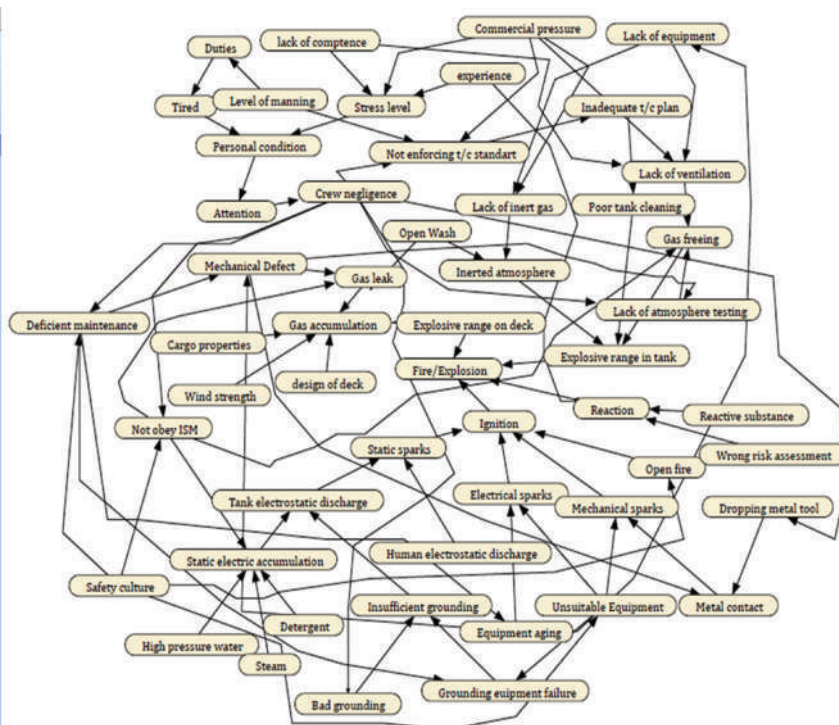 Commercial pressure
lack of comptence
Lack of equipment
Duties
experience
Tired
Level of manning
Stress level
Inadequate t/c plan
Personal condition
Not enforcing t/c standart
Lack of ventilation
Crew negligence
Attention
Lack of inert gas
Poor tank cleaning
Open Wash
Gas freeing
Mechanical Defect
Gas leak
Inerted atmosphere
Deficient maintenance
Gas accumulation
Explosive range on deck
Lack of atmosphere testing
Cargo properties
Fire/Explosion
Explosive range in tank
design of deck
Wind strength
Reaction
Reactive substance
Not obey ISM
Ignition
Static sparks
Wrong risk assessment
Open fire
Tank electrostatic discharge
Electrical sparks
Mechanical sparks
Dropping metal tool
Static electric accumulation
Human electrostatic discharge
Safety culture
Insufficient grounding
Unsuitable Equipment
Metal contact
Detergent
Equipment aging
High pressure water
Steam
Bad grounding
Grounding euipment failure